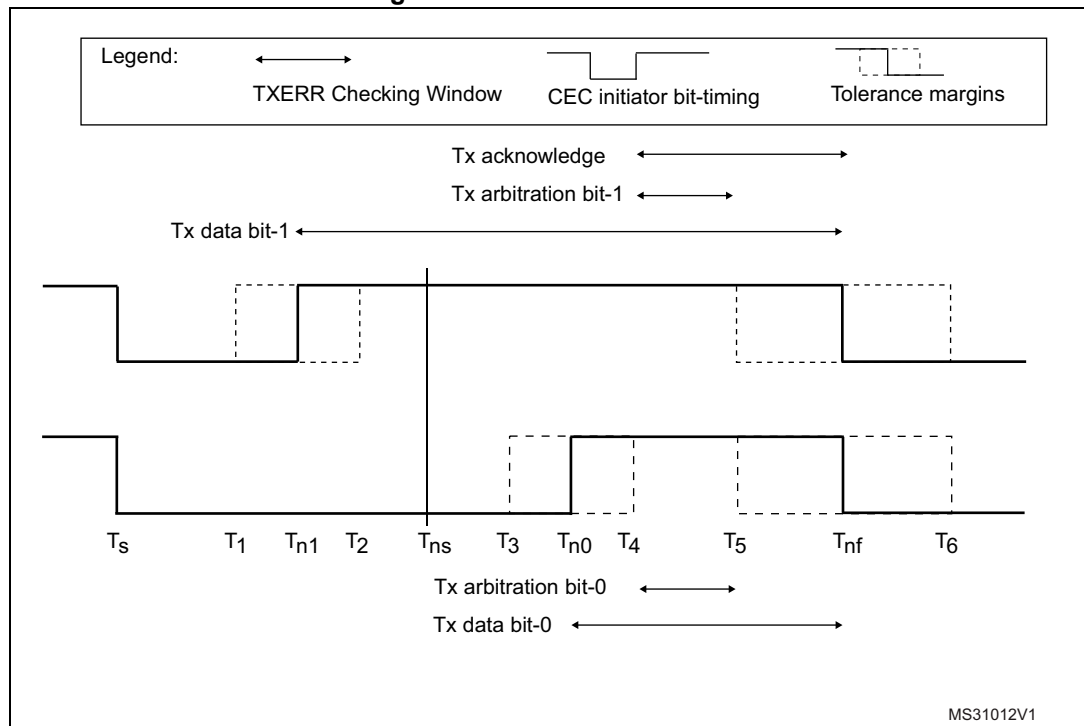 Legend:
TXERR Checking Window
CEC initiator bit-timing
Tolerance margins
Tx acknowledge
Tx arbitration bit-1
Tx data bit-1
Ts T1 Tn1 T2 Tns T3 Tn0 T4 T5 Tnf T6
Tx arbitration bit-0
Tx data bit-0
MS31012V1